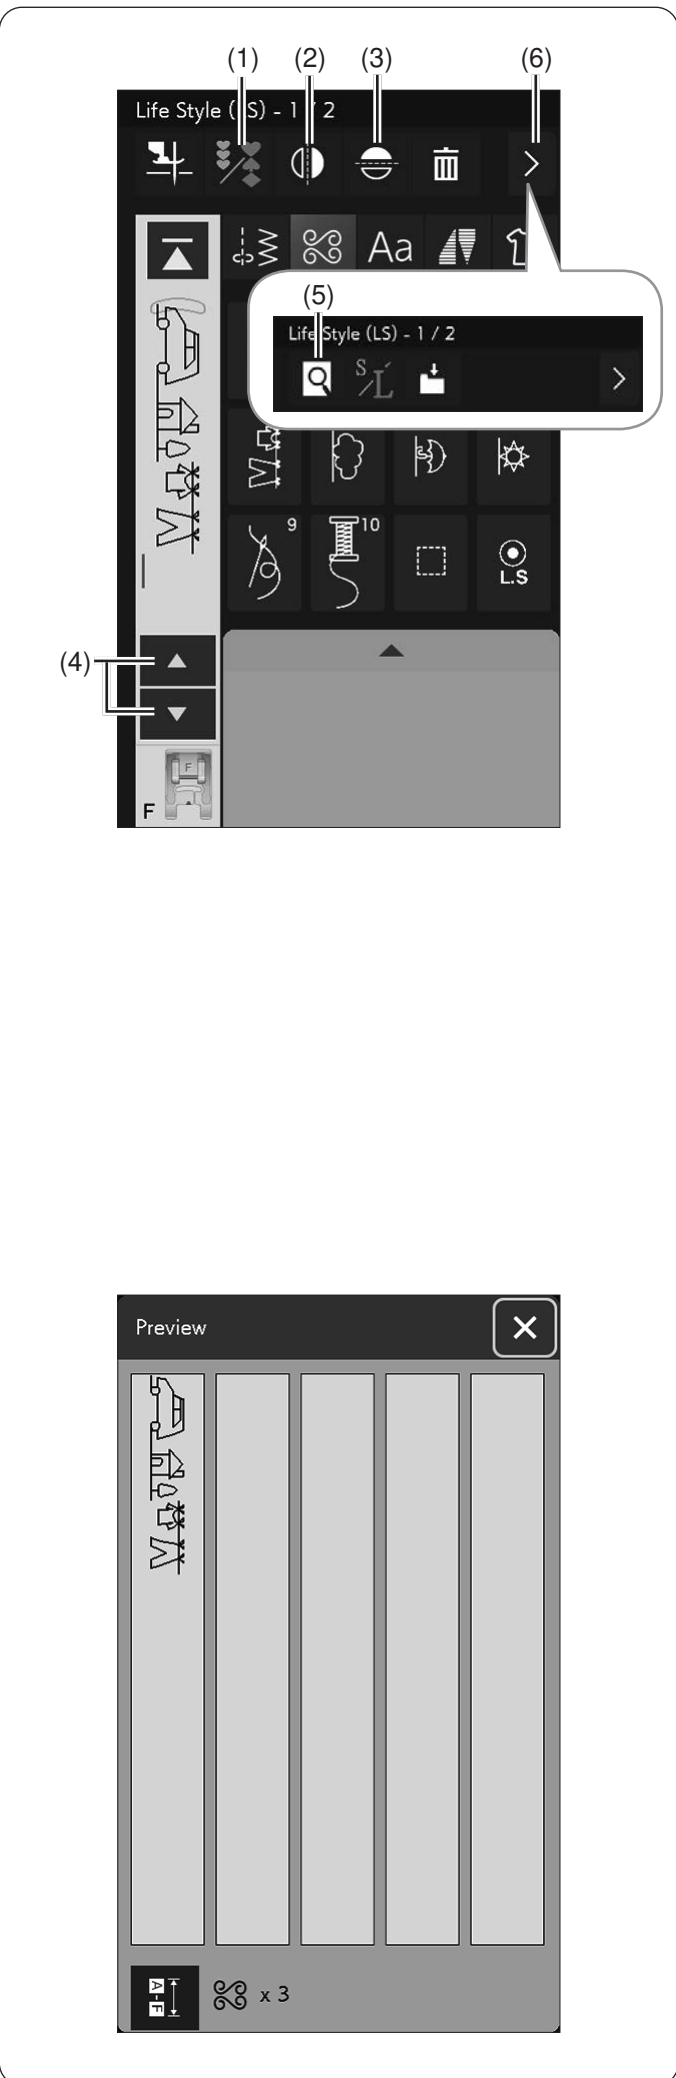 (1) (2) (3) (6)
Life Style (LS) - 1 / 2
Aa
(5)
Life Style (LS) - 1 / 2
S/L
9 10
L.S
(4)
F
F
Preview
A-F x 3